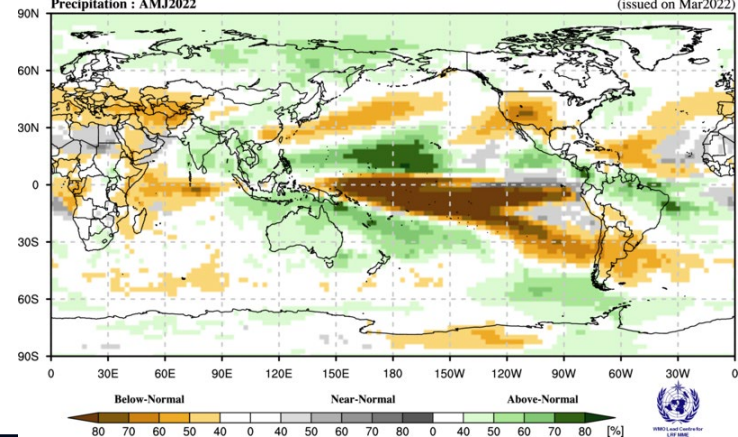 Precipitation : AMJ2022
(issued on Mar2022)
90N
60N
30N
0
30S
60S
90S
0 30E 60E 90E 120E 150E 180 150W 120W 90W 60W 30W 0
Below-Normal Near-Normal Above-Normal
80 70 60 50 40 0 40 50 60 70 80 0 40 50 60 70 80 [%]
WMO Lead Centre for
LRF MME